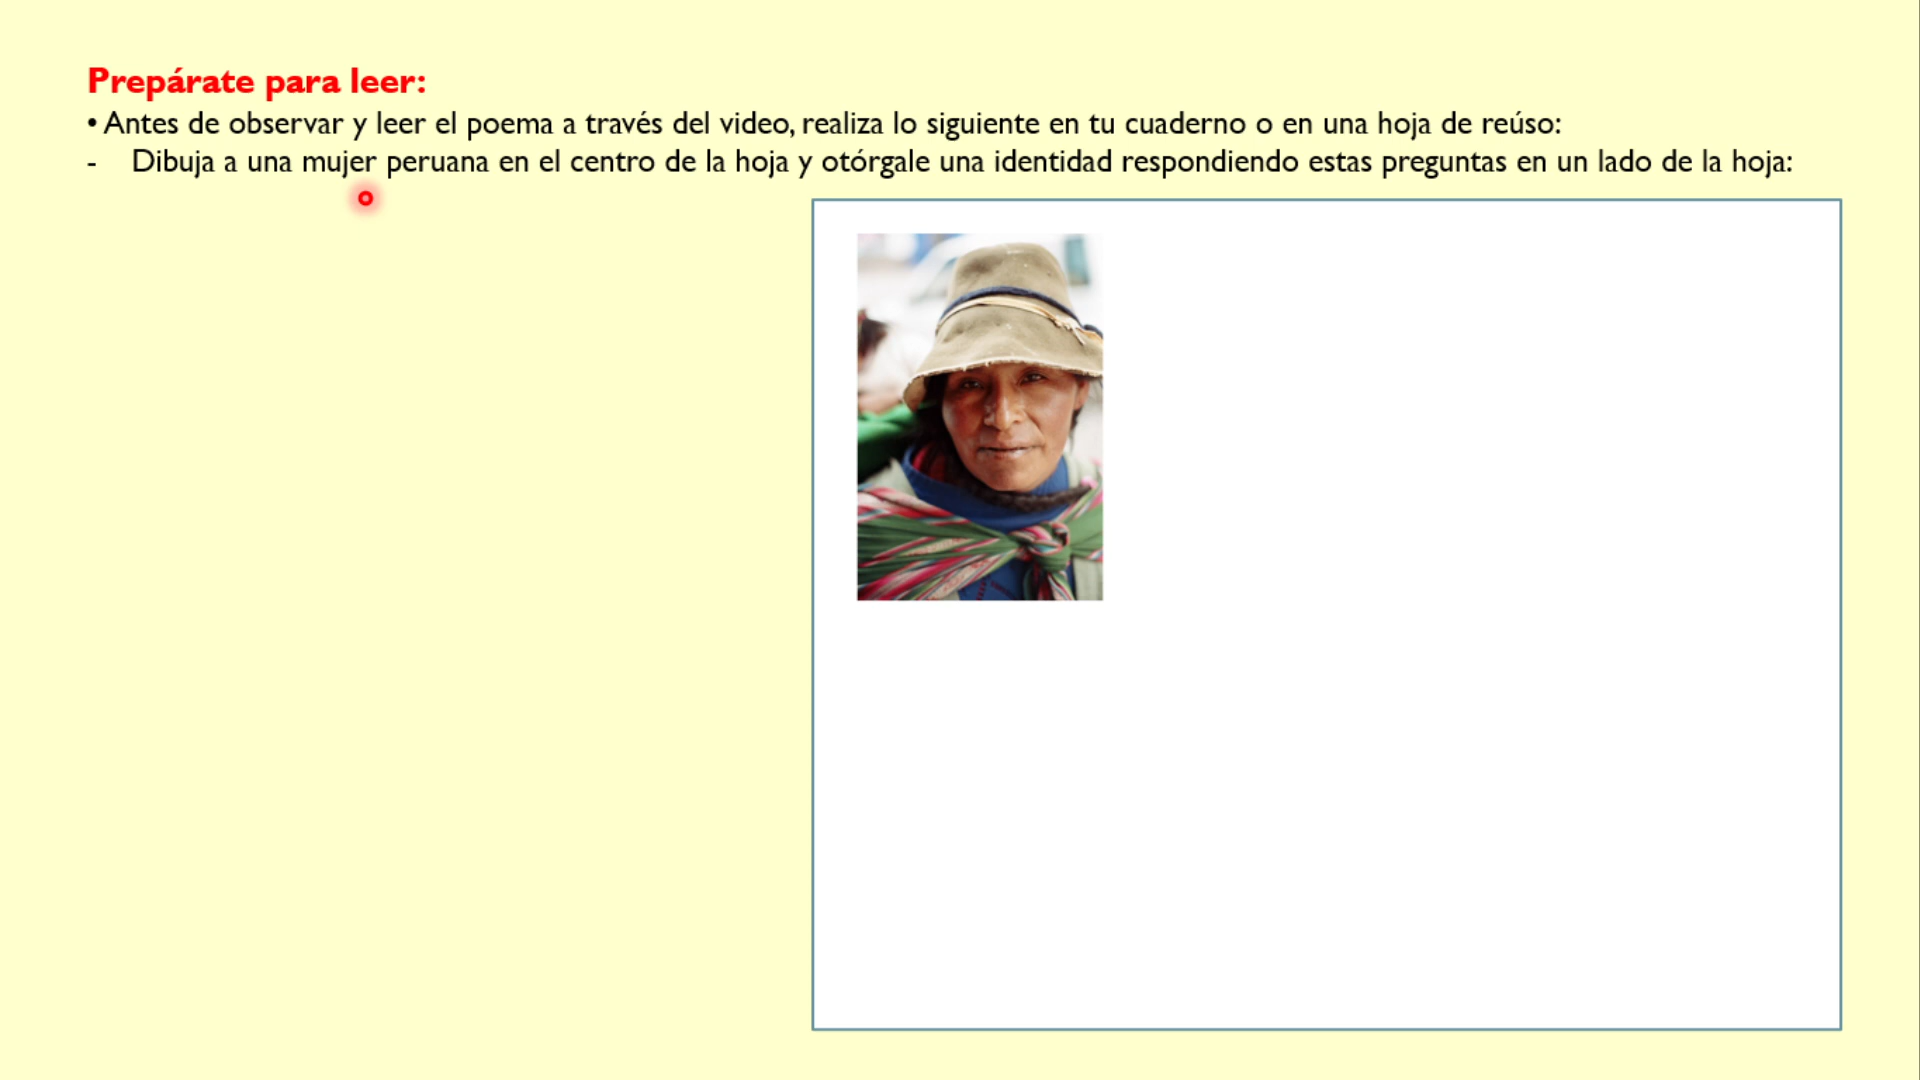 Prepárate para leer:
• Antes de observar y leer el poema a través del video, realiza lo siguiente en tu cuaderno o en una hoja de reúso:
- Dibuja a una mujer peruana en el centro de la hoja y otórgale una identidad respondiendo estas preguntas en un lado de la hoja: